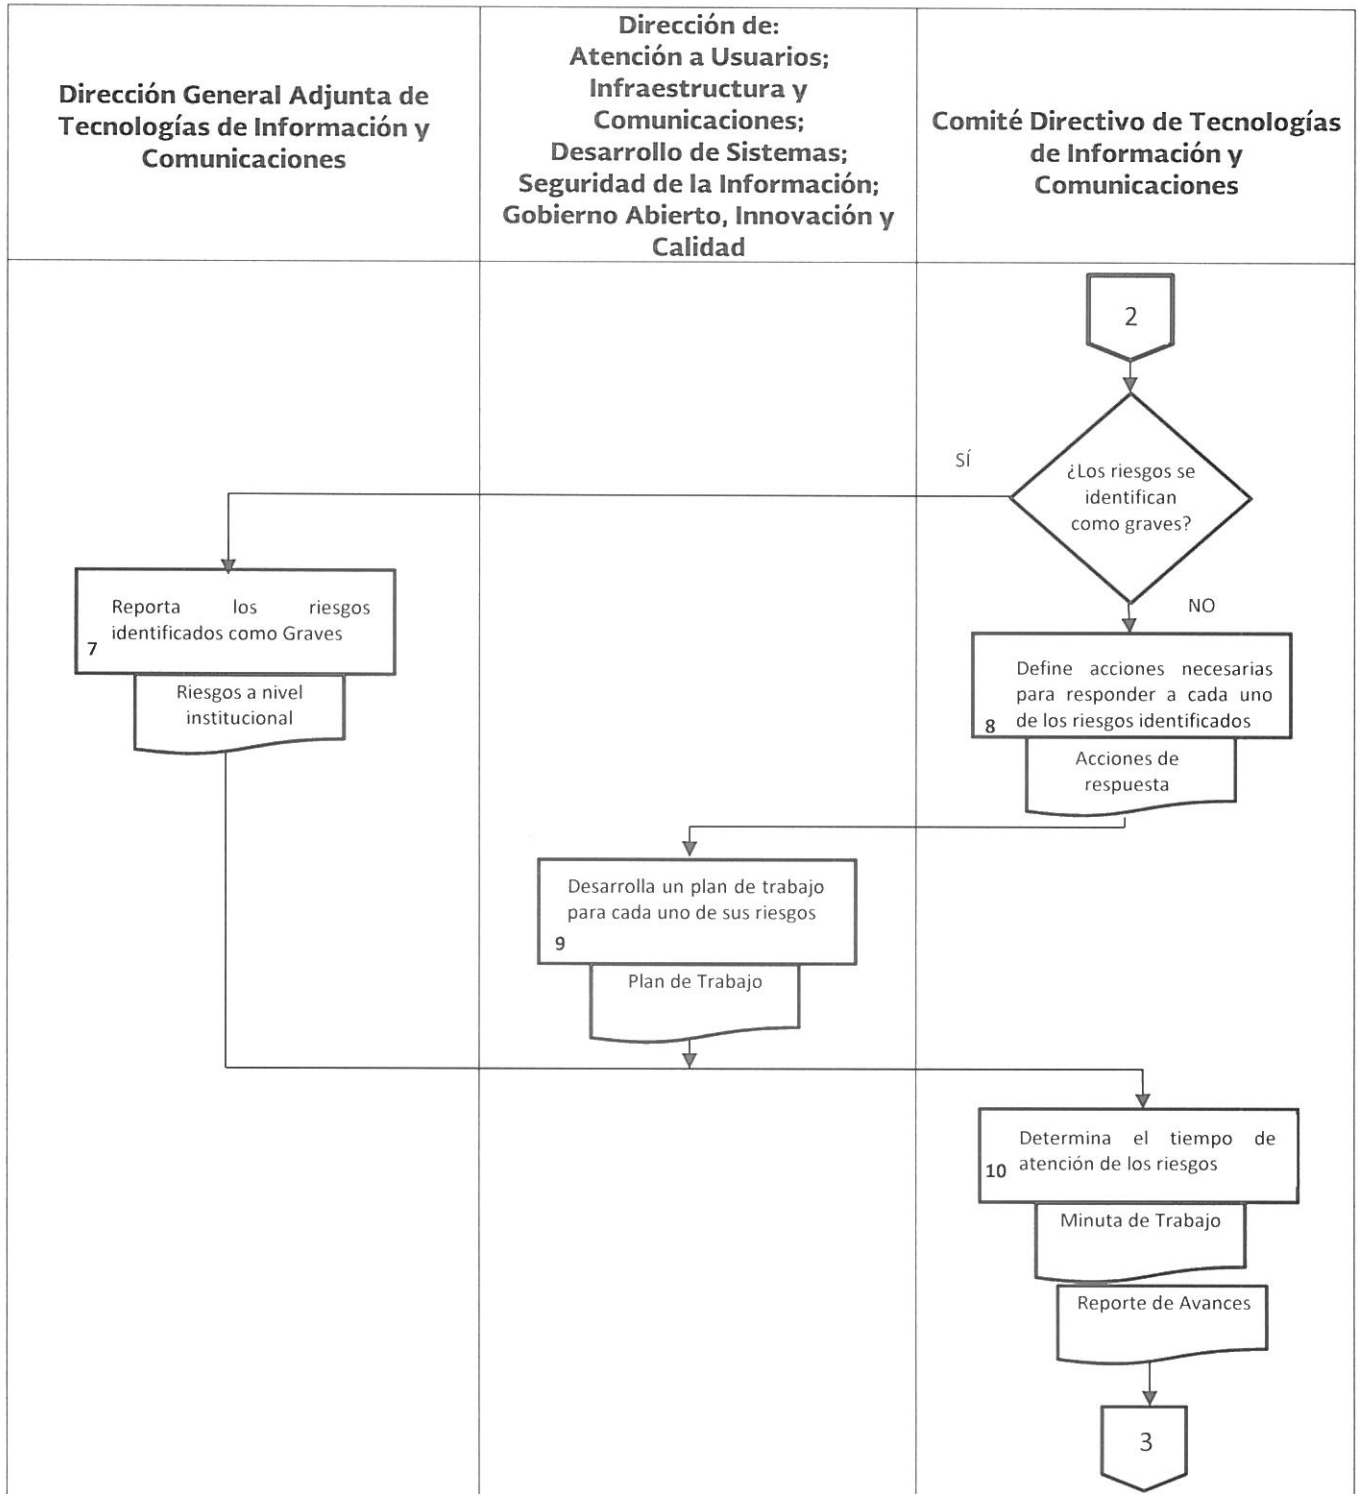 Dirección General Adjunta de
Tecnologías de Información y
Comunicaciones
Dirección de:
Atención a Usuarios;
Infraestructura y
Comunicaciones;
Desarrollo de Sistemas;
Seguridad de la Información;
Gobierno Abierto, Innovación y
Calidad
Comité Directivo de Tecnologías
de Información y
Comunicaciones
2
SÍ
¿Los riesgos se
identifican
como graves?
NO
Reporta los riesgos
identificados como Graves
7
Riesgos a nivel
institucional
Define acciones necesarias
para responder a cada uno
de los riesgos identificados
8
Acciones de
respuesta
Desarrolla un plan de trabajo
para cada uno de sus riesgos
9
Plan de Trabajo
Determina el tiempo de
10 atención de los riesgos
Minuta de Trabajo
Reporte de Avances
3